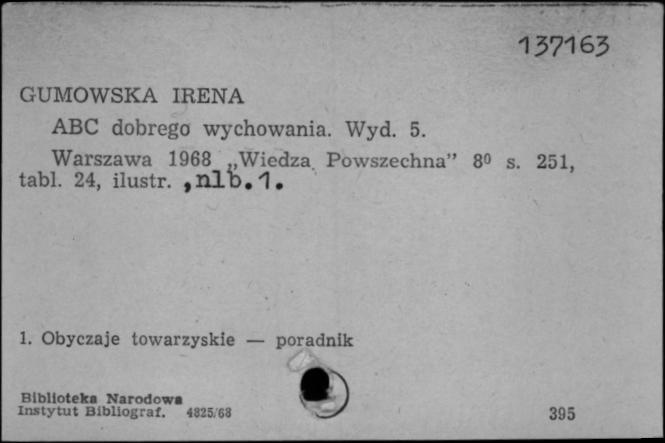 137163
GUMOWSKA IRENA
ABC dobrego wychowania. Wyd. 5.
Warszawa 1968 „Wiedza Powszechna” 8⁰ s. 251,
tabl. 24, ilustr. , nlb. 1.
1. Obyczaje towarzyskie — poradnik
Biblioteka Narodowa
Instytut Bibliograf. 4825/68
395